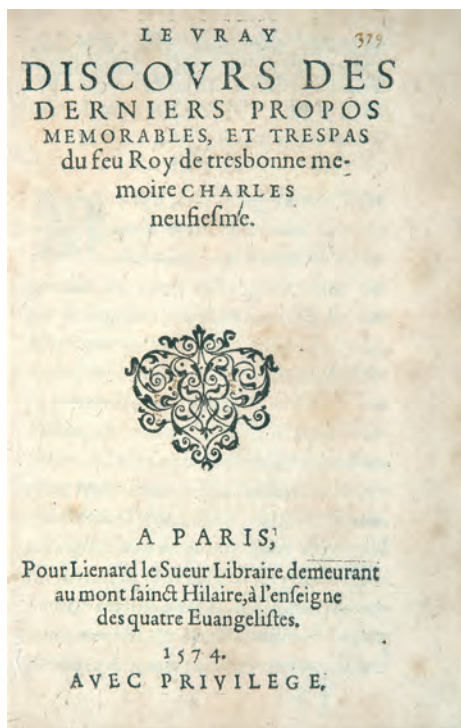 LE VRAY
379
DISCOVRS DES
DERNIERS PROPOS
MEMORABLES, ET TRESPAS
du feu Roy de tresbonne me-
moire CHARLES
neufieſme.
A PARIS,
Pour Lienard le Sueur Libraire demeurant
au mont ſainct Hilaire, à l'enſeigne
des quatre Euangeliſtes.
1574.
AVEC PRIVILEGE.